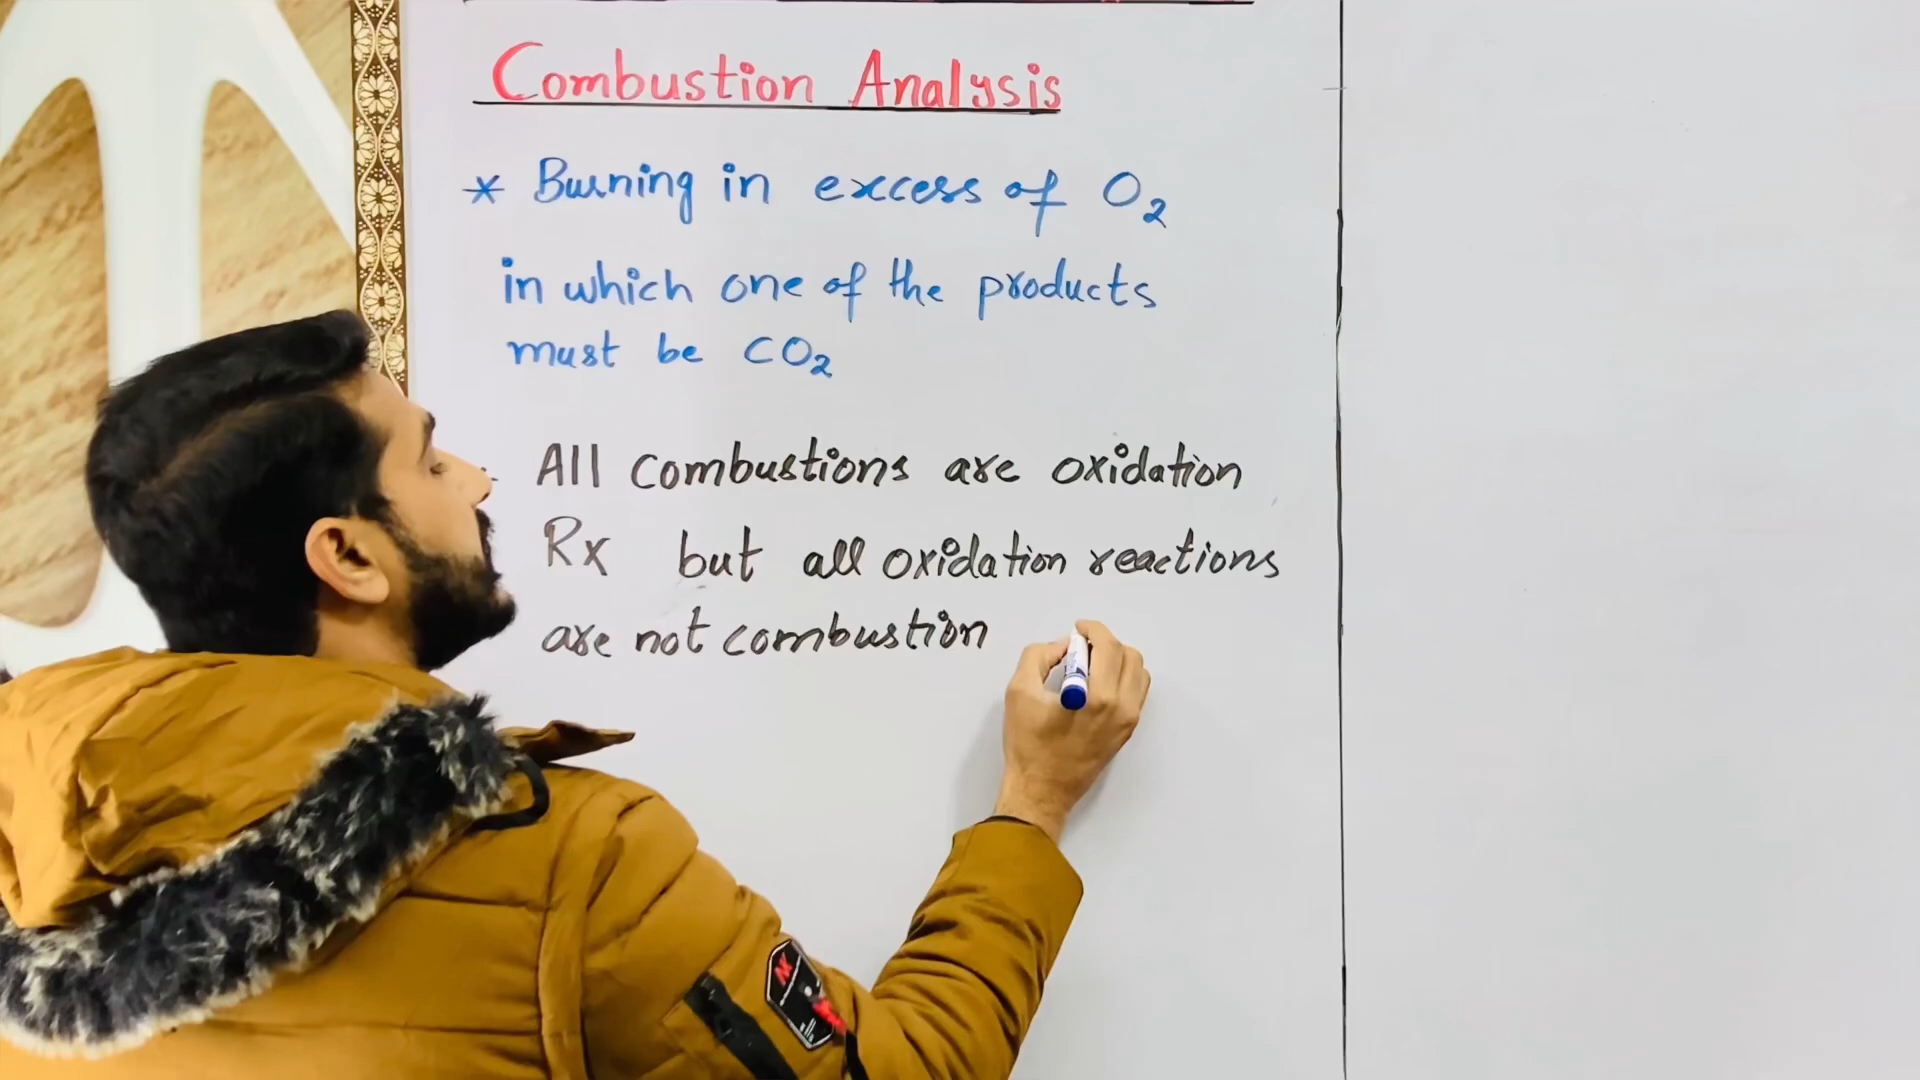 Combustion Analysis
* Burning in excess of O₂
in which one of the products
must be CO₂
All combustions are oxidation
Rx but all oxidation reactions
are not combustion